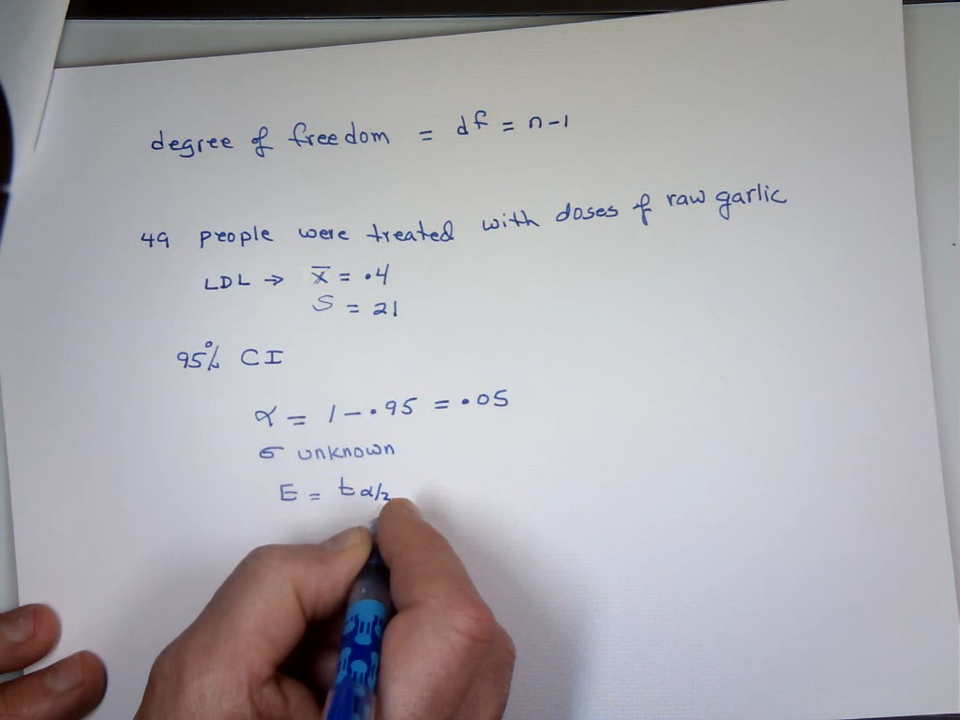 degree of freedom = df = n-1
49 people were treated with doses of raw garlic
LDL → x̅ = .4
S = 21
95% CI
α = 1 - .95 = .05
σ unknown
E = t α/2